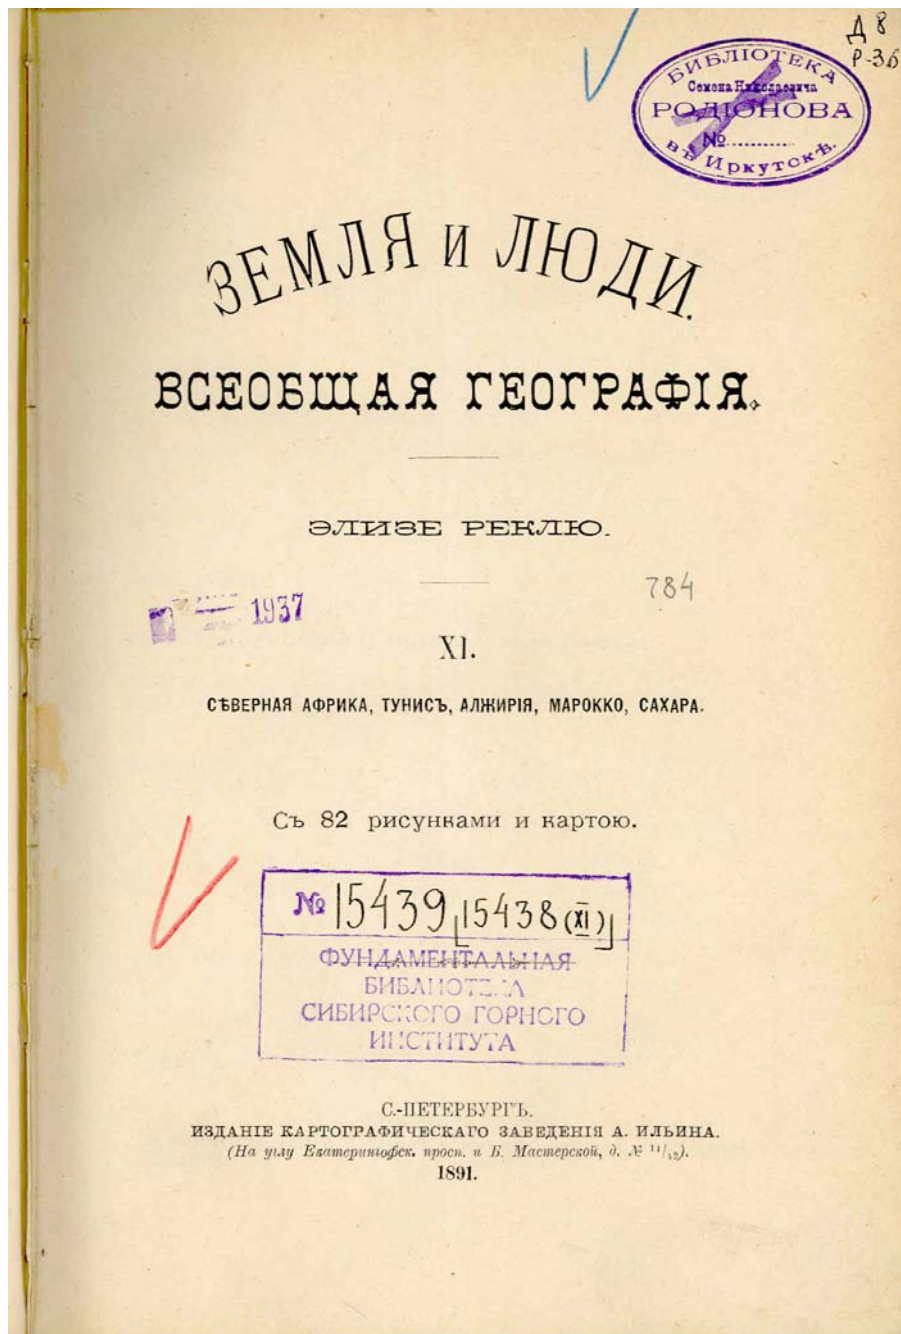 Д 8
Р-36
БИБЛІОТЕКА
Семена Николаевича
РОДІОНОВА
№
въ Иркутскѣ.
ЗЕМЛЯ И ЛЮДИ.
ВСЕОБЩАЯ ГЕОГРАФІЯ.
ЭЛИЗЕ РЕКЛЮ.
784
1937
XI.
СѢВЕРНАЯ АФРИКА, ТУНИСЪ, АЛЖИРІЯ, МАРОККО, САХАРА.
Съ 82 рисунками и картою.
№ 15439 [15438 (XI)]
ФУНДАМЕНТАЛЬНАЯ
БИБЛИОТЕКА
СИБИРСКОГО ГОРНОГО
ИНСТИТУТА
С.-ПЕТЕРБУРГЪ.
ИЗДАНІЕ КАРТОГРАФИЧЕСКАГО ЗАВЕДЕНІЯ А. ИЛЬИНА.
(На углу Екатерингофск. просп. и Б. Мастерской, д. № 11/12).
1891.